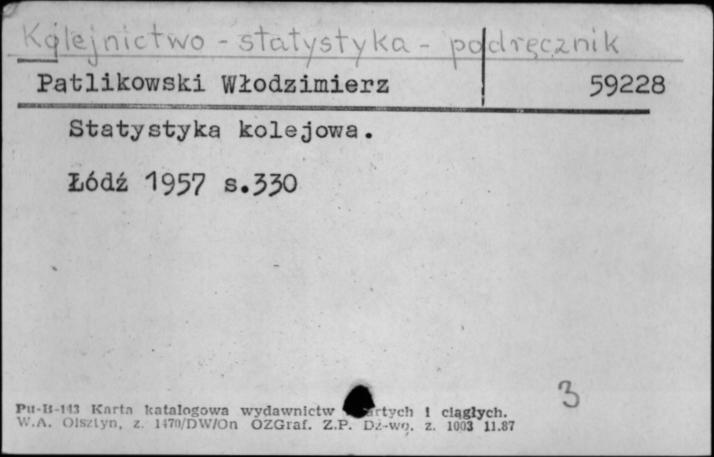 Kolejnictwo - statystyka - podręcznik
Patlikowski Włodzimierz 59228
Statystyka kolejowa.
Łódź 1957 s.330
3
Pu-B-143 Karta katalogowa wydawnictw i ciągłych.
W.A. Olsztyn, z. 1470/DW/On OZGraf. Z.P. Dz-wo. z. 1003 11.87